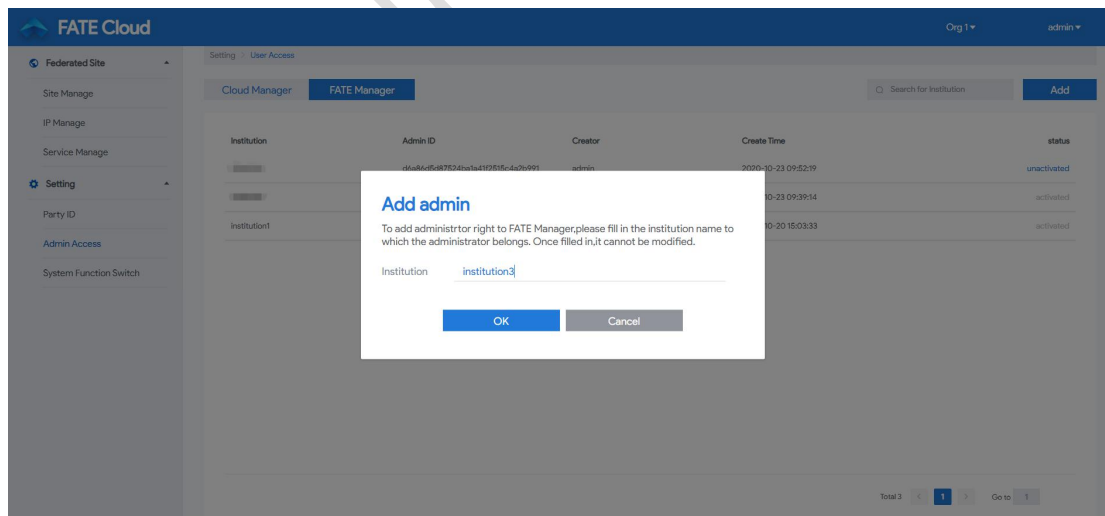 FATE Cloud
Org 1
admin
Federated Site
Site Manage
IP Manage
Service Manage
Setting
Party ID
Admin Access
System Function Switch
Setting / User Access
Cloud Manager
FATE Manager
Search for Institution
Add
Institution Admin ID Creator Create Time status
admin 2020-10-23 09:52:19 unactivated
10-23 09:39:14 activated
institution1 10-20 15:03:33 activated
Add admin
To add administrtor right to FATE Manager,please fill in the institution name to
which the administrator belongs. Once filled in,it cannot be modified.
Institution institution3
OK
Cancel
Total 3 < 1 > Go to 1